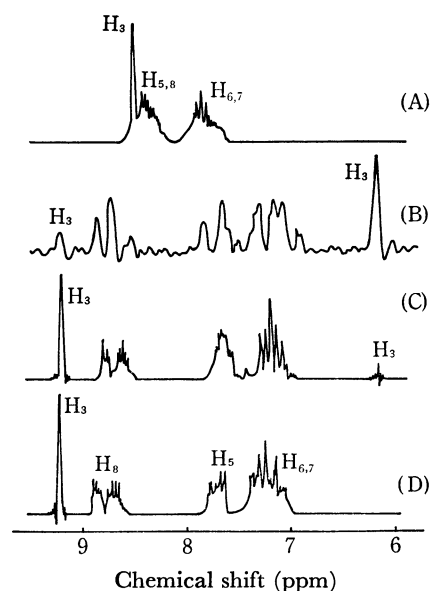 H₃
H₅,₈
H₆,₇
(A)
H₃
H₃
(B)
H₃
H₃
(C)
H₃
H₈
H₅
H₆,₇
(D)
9 8 7 6
Chemical shift (ppm)